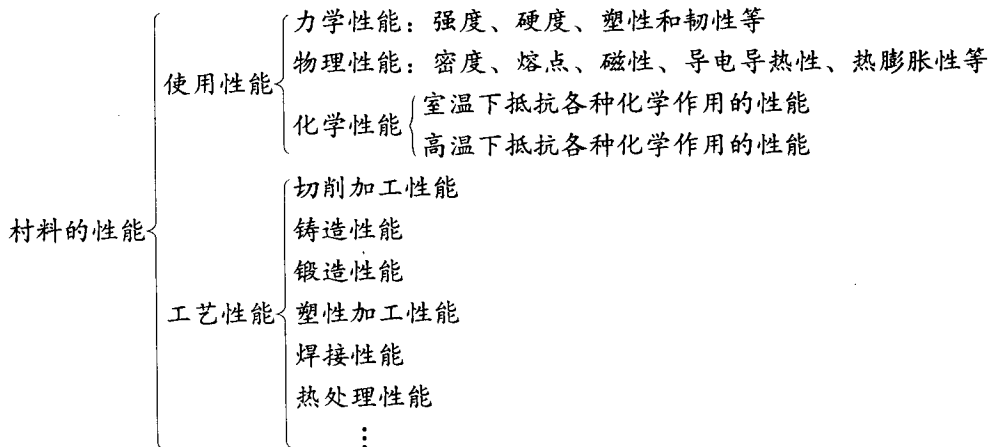 力学性能：强度、硬度、塑性和韧性等
物理性能：密度、熔点、磁性、导电导热性、热膨胀性等
使用性能
化学性能
室温下抵抗各种化学作用的性能
高温下抵抗各种化学作用的性能
村料的性能
切削加工性能
铸造性能
锻造性能
工艺性能
塑性加工性能
焊接性能
热处理性能
⋮